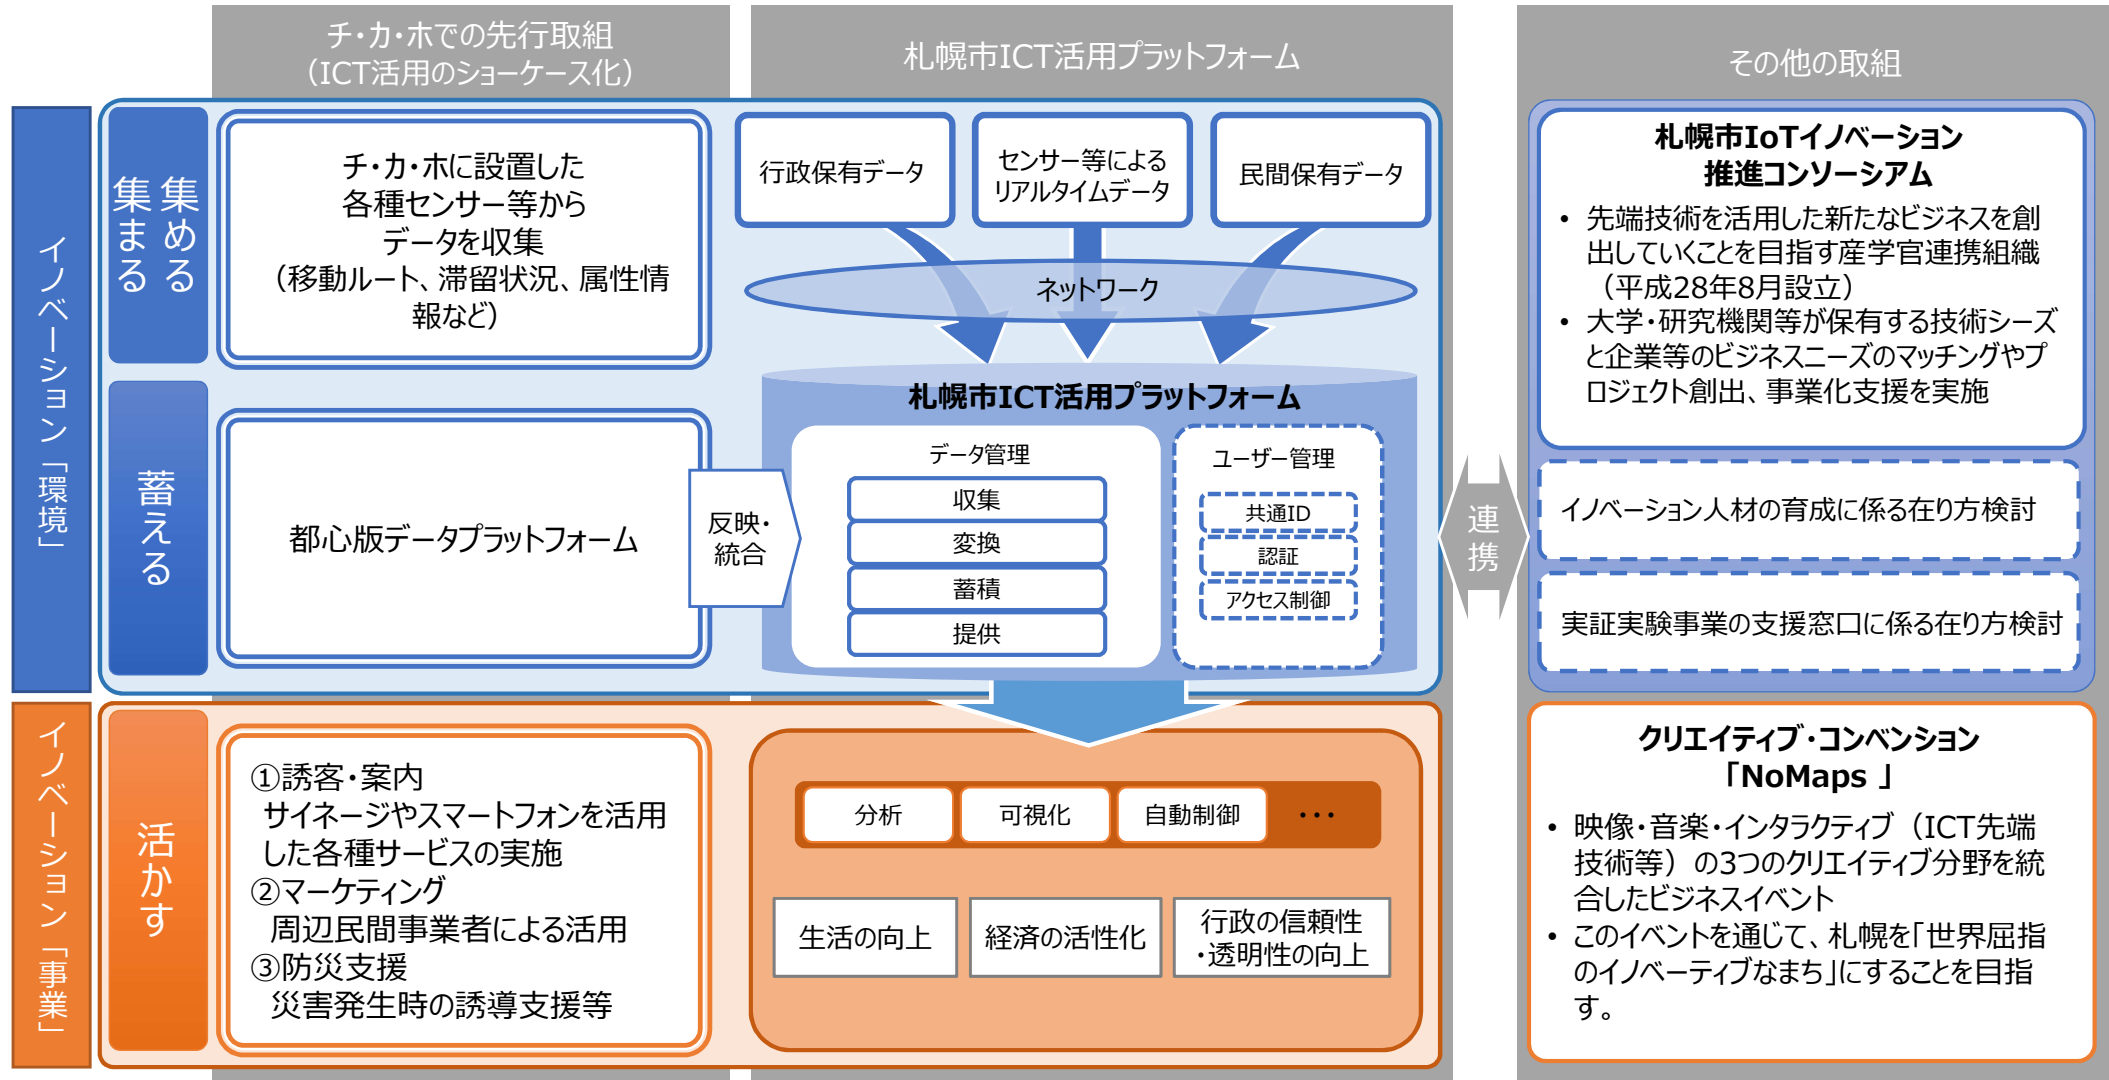 チ・カ・ホでの先行取組
（ICT活用のショーケース化）
札幌市ICT活用プラットフォーム
その他の取組
イノベーション「環境」
集める
集まる
チ・カ・ホに設置した
各種センサー等から
データを収集
（移動ルート、滞留状況、属性情
報など）
行政保有データ
センサー等による
リアルタイムデータ
民間保有データ
ネットワーク
蓄える
都心版データプラットフォーム
反映・
統合
札幌市ICT活用プラットフォーム
データ管理
収集
変換
蓄積
提供
ユーザー管理
共通ID
認証
アクセス制御
連
携
札幌市IoTイノベーション
推進コンソーシアム
• 先端技術を活用した新たなビジネスを創
出していくことを目指す産学官連携組織
（平成28年8月設立）
• 大学・研究機関等が保有する技術シーズ
と企業等のビジネスニーズのマッチングやプ
ロジェクト創出、事業化支援を実施
イノベーション人材の育成に係る在り方検討
実証実験事業の支援窓口に係る在り方検討
イノベーション「事業」
活かす
①誘客・案内
サイネージやスマートフォンを活用
した各種サービスの実施
②マーケティング
周辺民間事業者による活用
③防災支援
災害発生時の誘導支援等
分析
可視化
自動制御
・・・
生活の向上
経済の活性化
行政の信頼性
・透明性の向上
クリエイティブ・コンベンション
「NoMaps 」
• 映像・音楽・インタラクティブ（ICT先端
技術等）の3つのクリエイティブ分野を統
合したビジネスイベント
• このイベントを通じて、札幌を「世界屈指
のイノベーティブなまち」にすることを目指
す。